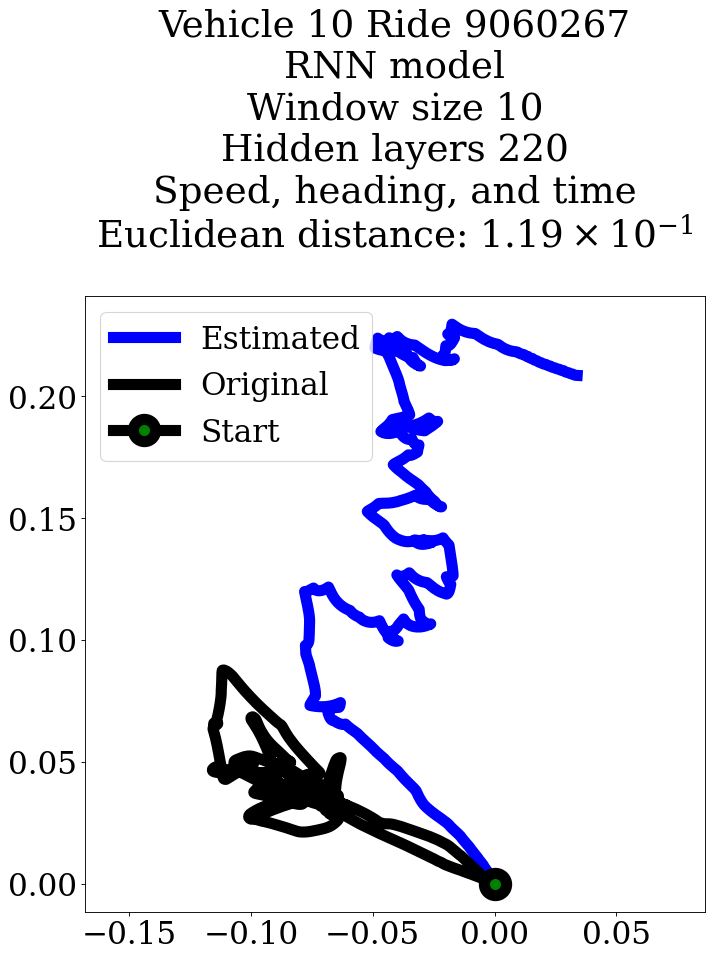 Vehicle 10 Ride 9060267
RNN model
Window size 10
Hidden layers 220
Speed, heading, and time
Euclidean distance: 1.19 × 10⁻¹
Estimated
Original
Start
0.20
0.15
0.10
0.05
0.00
−0.15 −0.10 −0.05 0.00 0.05